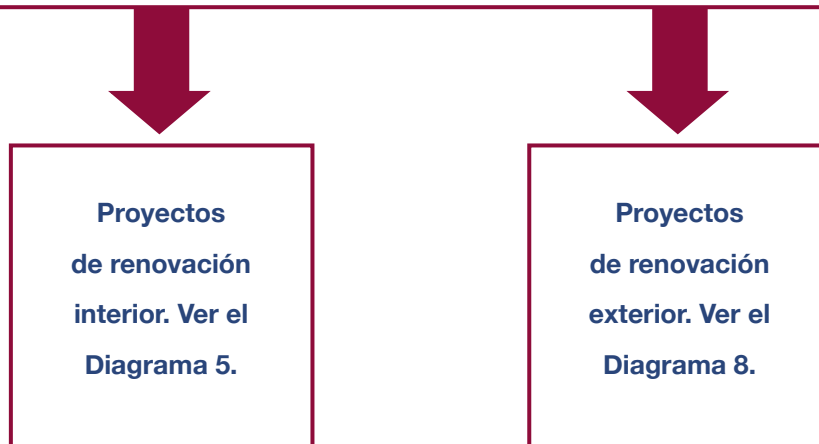 Proyectos
de renovación
interior. Ver el
Diagrama 5.
Proyectos
de renovación
exterior. Ver el
Diagrama 8.